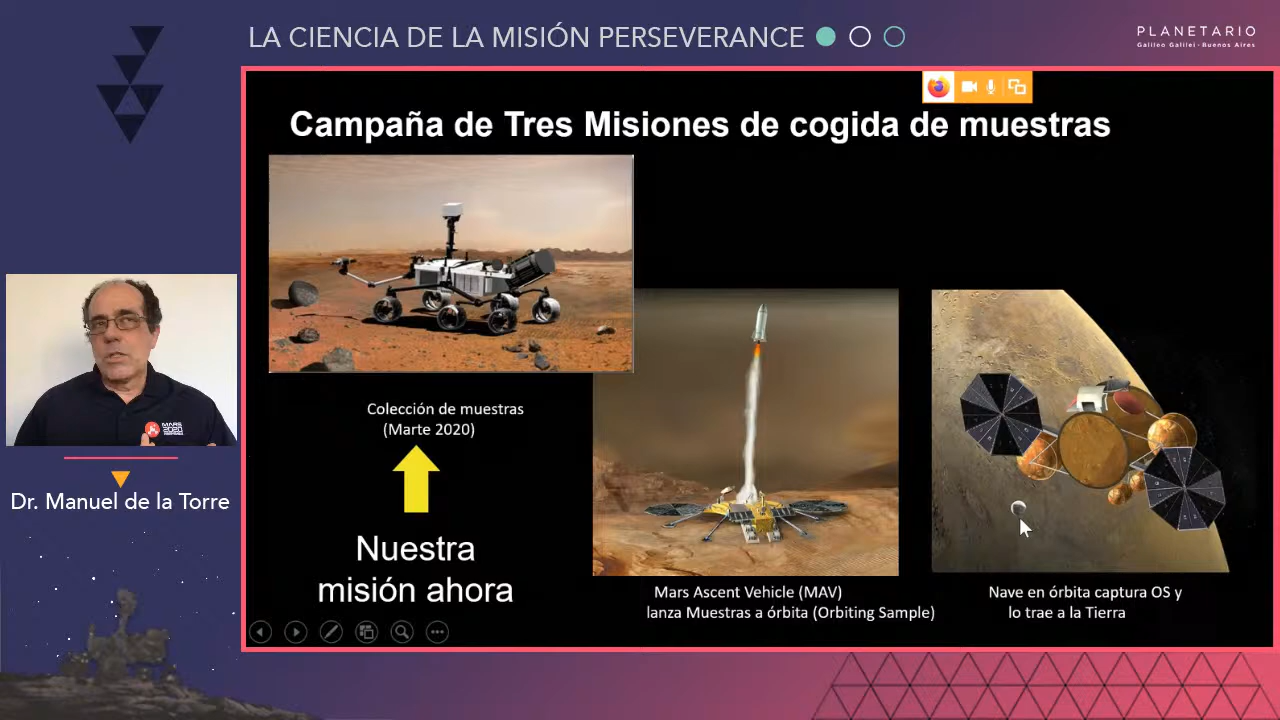 LA CIENCIA DE LA MISIÓN PERSEVERANCE
PLANETARIO
Galileo Galilei · Buenos Aires
Campaña de Tres Misiones de cogida de muestras
Colección de muestras
(Marte 2020)
Nuestra
misión ahora
Mars Ascent Vehicle (MAV)
lanza Muestras a órbita (Orbiting Sample)
Nave en órbita captura OS y
lo trae a la Tierra
MARS
2020
Dr. Manuel de la Torre